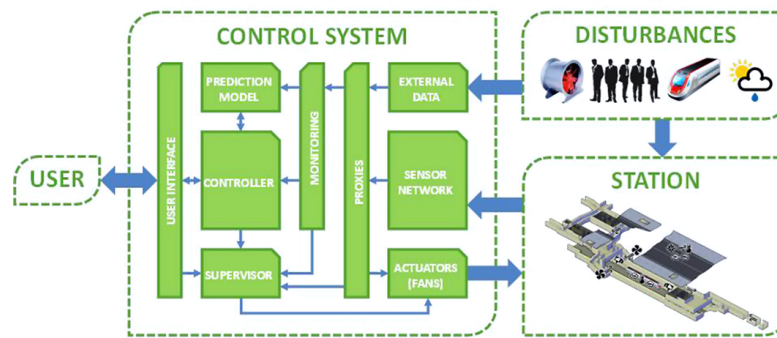 CONTROL SYSTEM
DISTURBANCES
PREDICTION
MODEL
EXTERNAL
DATA
USER
USER INTERFACE
CONTROLLER
MONITORING
PROXIES
SENSOR
NETWORK
STATION
SUPERVISOR
ACTUATORS
(FANS)